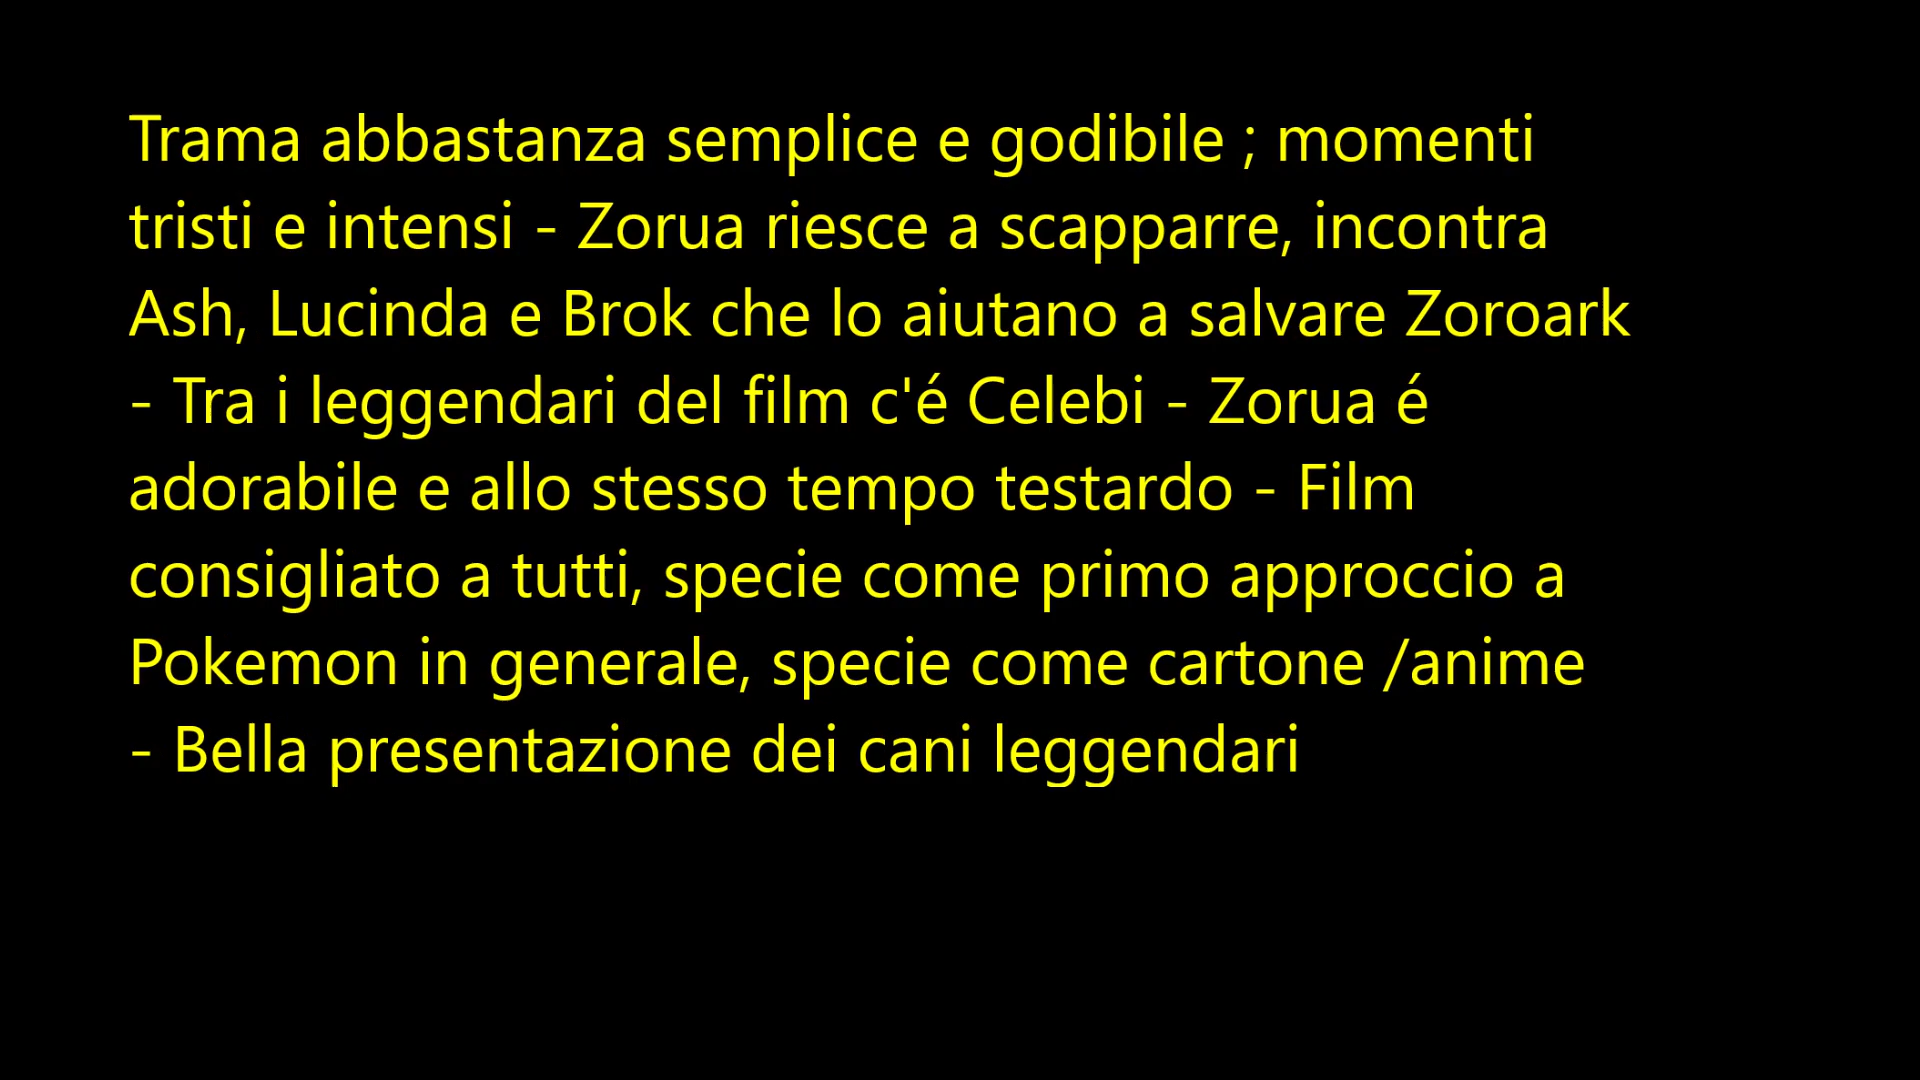 Trama abbastanza semplice e godibile ; momenti
tristi e intensi - Zorua riesce a scapparre, incontra
Ash, Lucinda e Brok che lo aiutano a salvare Zoroark
- Tra i leggendari del film c'é Celebi - Zorua é
adorabile e allo stesso tempo testardo - Film
consigliato a tutti, specie come primo approccio a
Pokemon in generale, specie come cartone /anime
- Bella presentazione dei cani leggendari